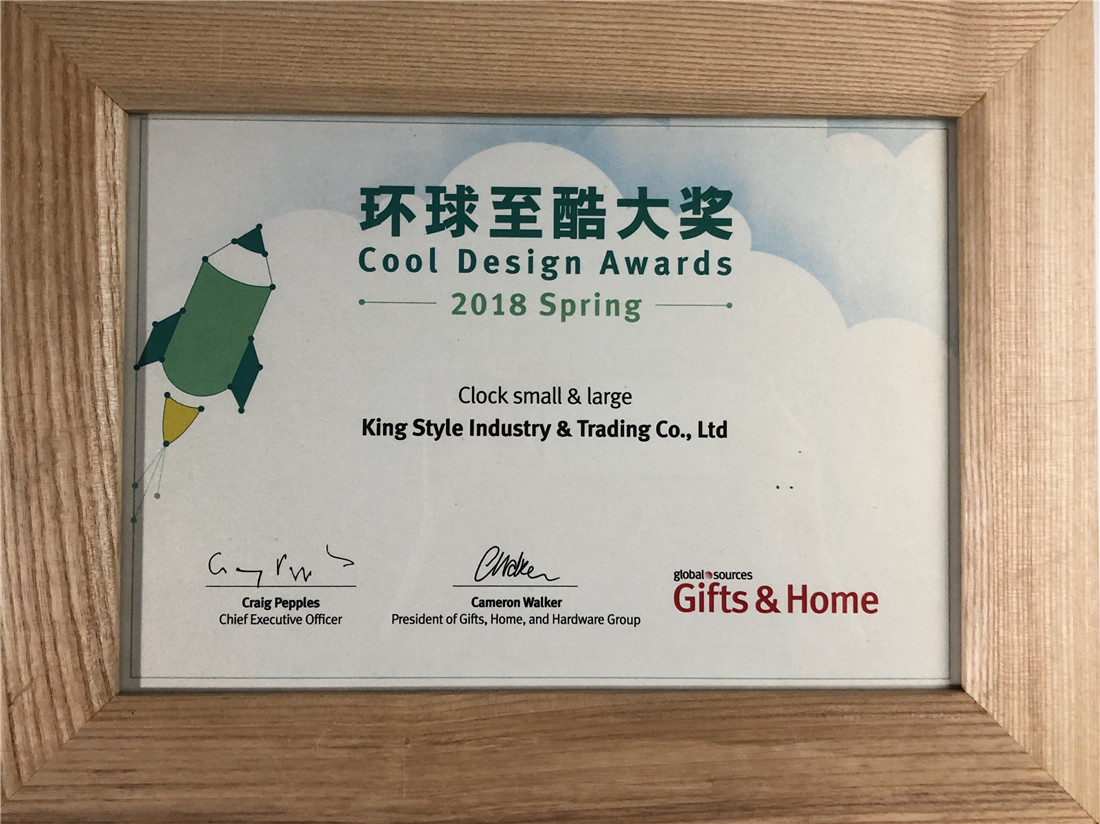 环球至酷大奖
Cool Design Awards
2018 Spring
Clock small & large
King Style Industry & Trading Co., Ltd
Craig Pepples
Chief Executive Officer
Cameron Walker
President of Gifts, Home, and Hardware Group
global sources
Gifts & Home